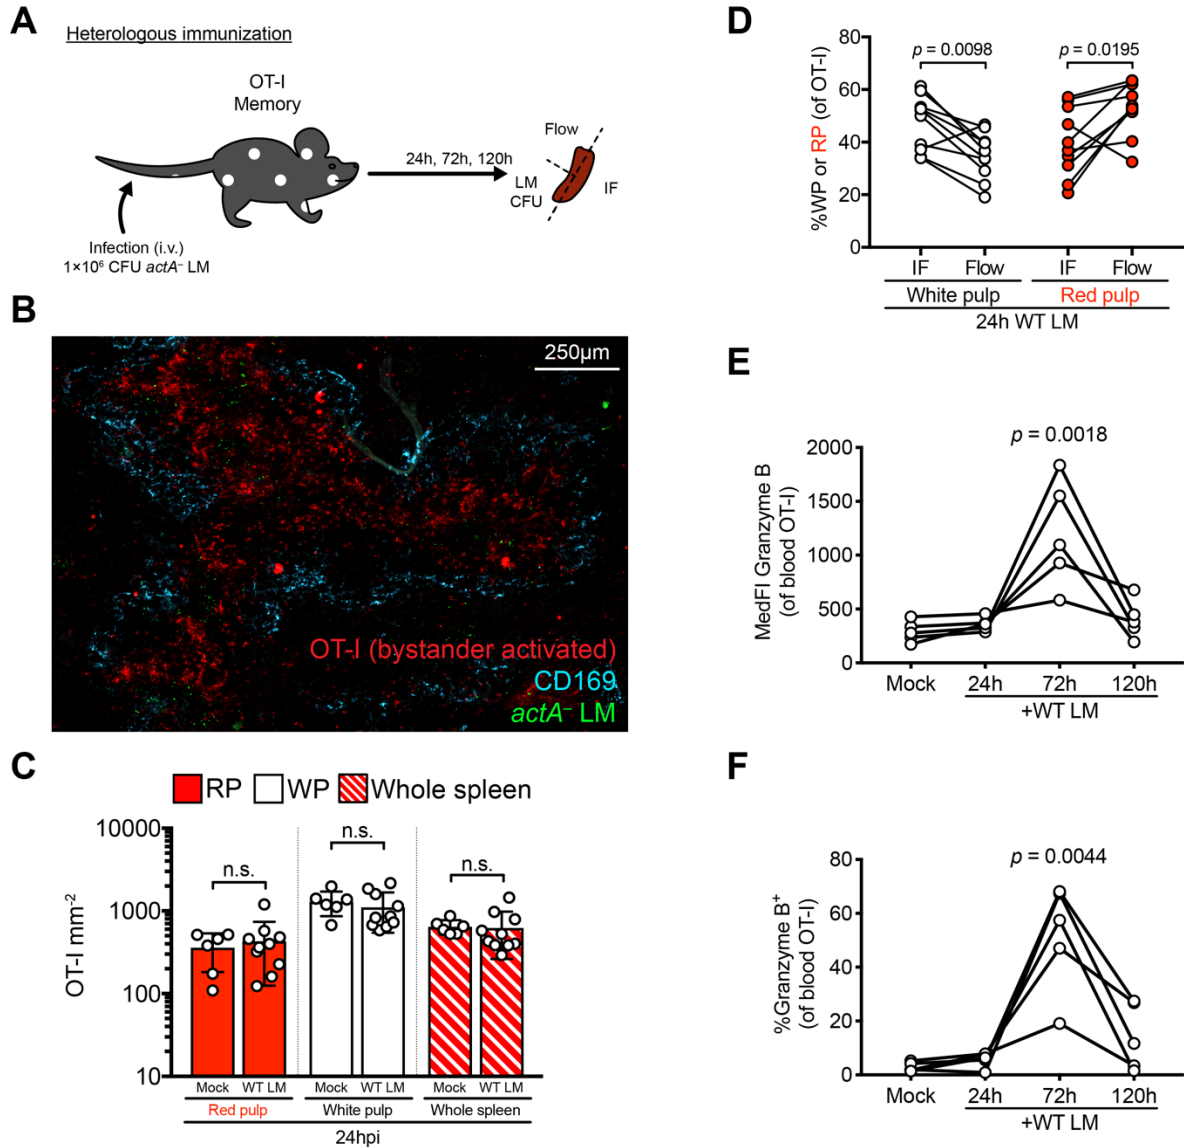 A
Heterologous immunization
OT-I
Memory
24h, 72h, 120h
Flow
LM
CFU
IF
Infection (i.v.)
1×10⁶ CFU actA⁻ LM
B
250µm
OT-I (bystander activated)
CD169
actA⁻ LM
C
RP WP Whole spleen
OT-I mm⁻²
10000
1000
100
10
n.s.
n.s.
n.s.
Mock WT LM Mock WT LM Mock WT LM
Red pulp White pulp Whole spleen
24hpi
D
%WP or RP (of OT-I)
80
60
40
20
0
p = 0.0098 p = 0.0195
IF Flow IF Flow
White pulp Red pulp
24h WT LM
E
MedFI Granzyme B
(of blood OT-I)
2000
1500
1000
500
0
p = 0.0018
Mock 24h 72h 120h
+WT LM
F
%Granzyme B⁺
(of blood OT-I)
80
60
40
20
0
p = 0.0044
Mock 24h 72h 120h
+WT LM